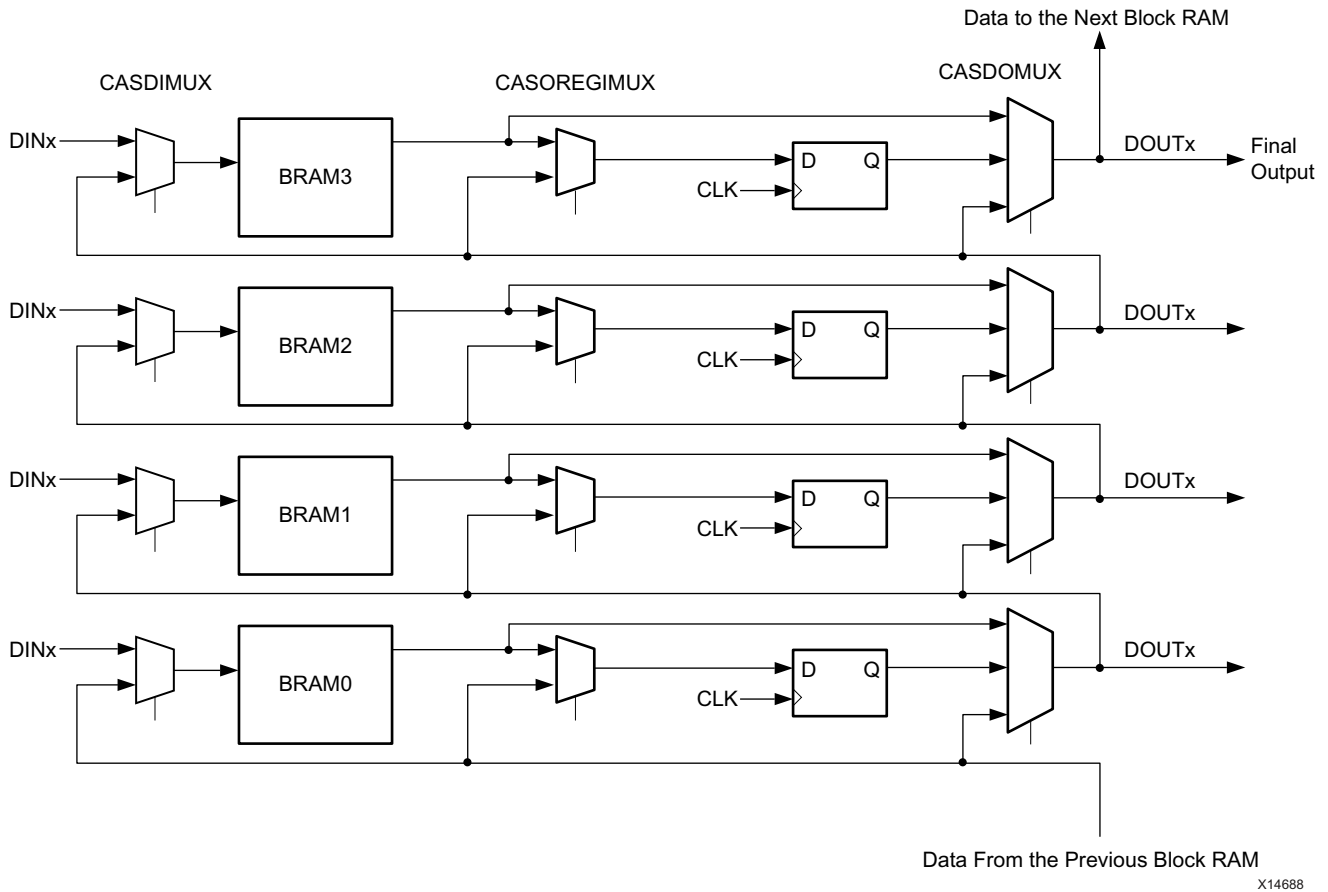 Data to the Next Block RAM
CASDIMUX
CASOREGIMUX
CASDOMUX
DINx
BRAM3
D
Q
CLK
DOUTx
Final
Output
DINx
BRAM2
D
Q
CLK
DOUTx
DINx
BRAM1
D
Q
CLK
DOUTx
DINx
BRAM0
D
Q
CLK
DOUTx
Data From the Previous Block RAM
X14688